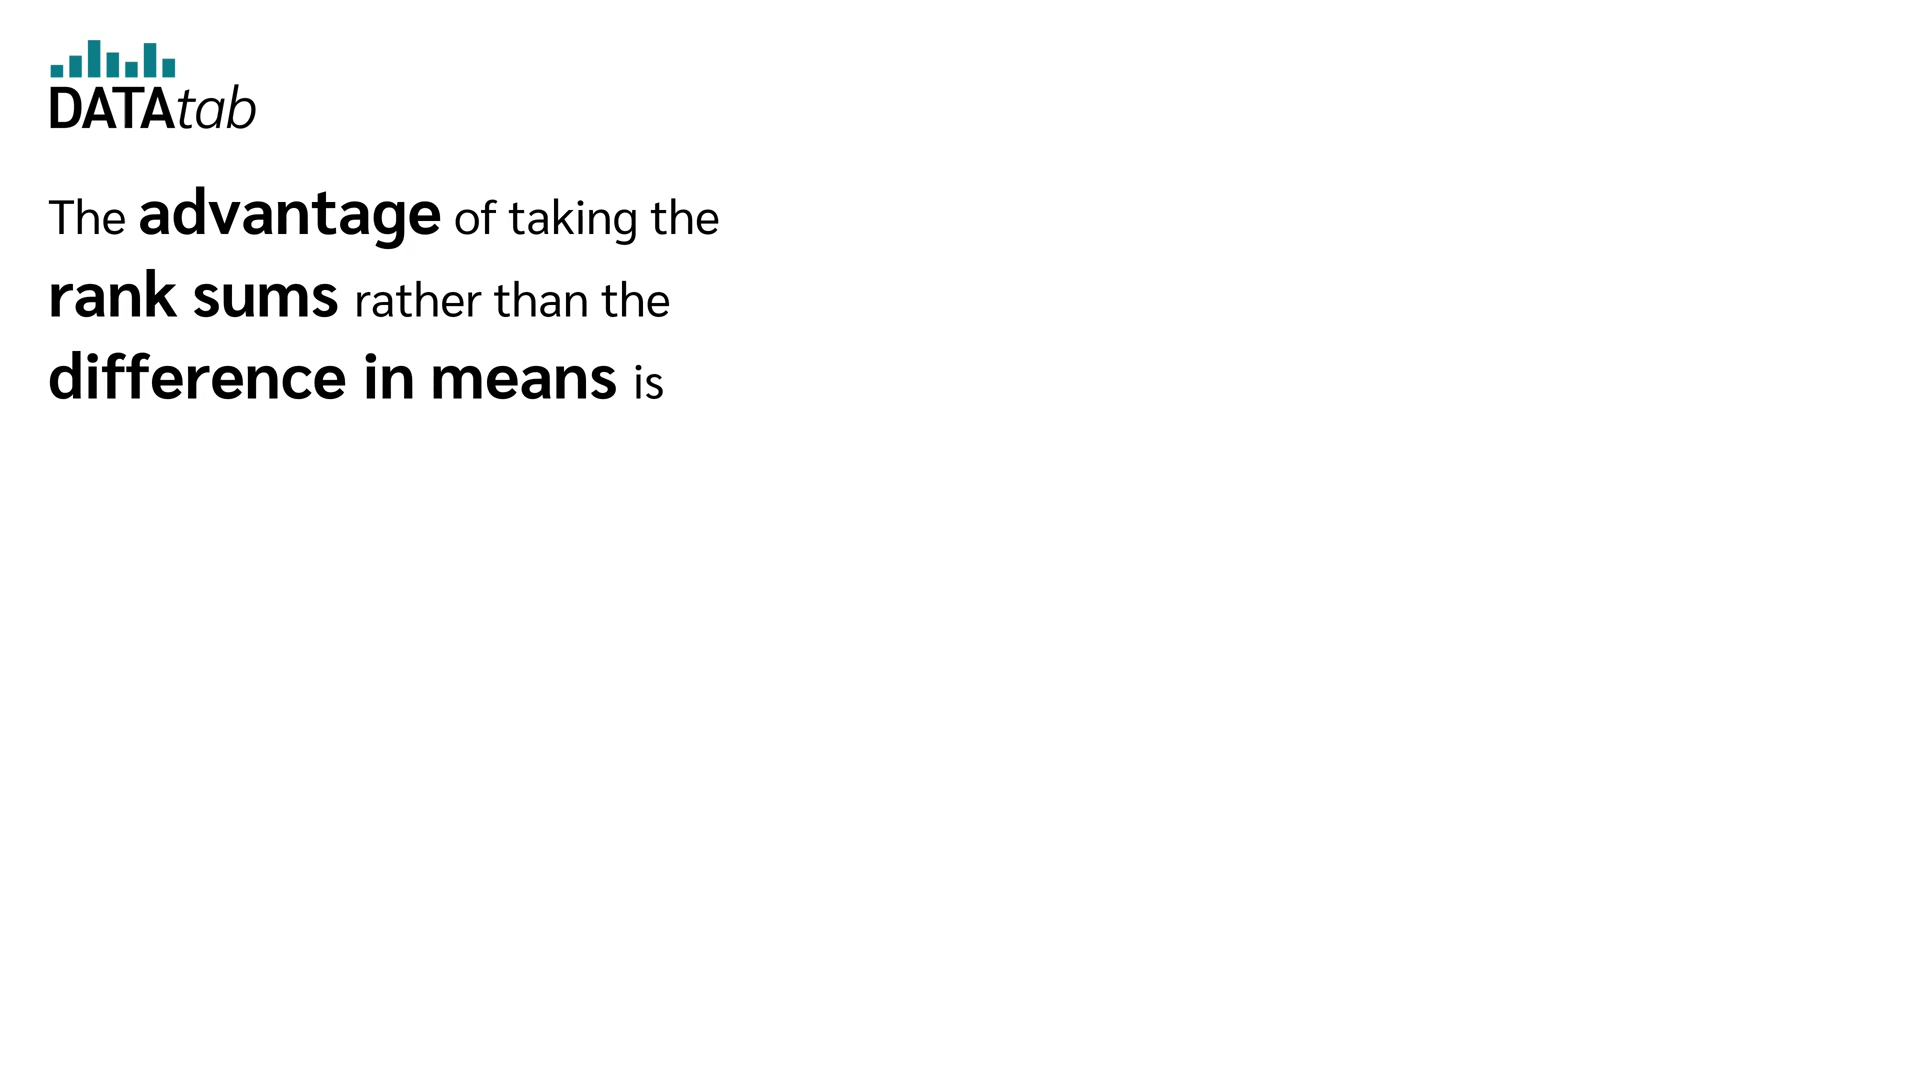 DATAtab
The advantage of taking the
rank sums rather than the
difference in means is